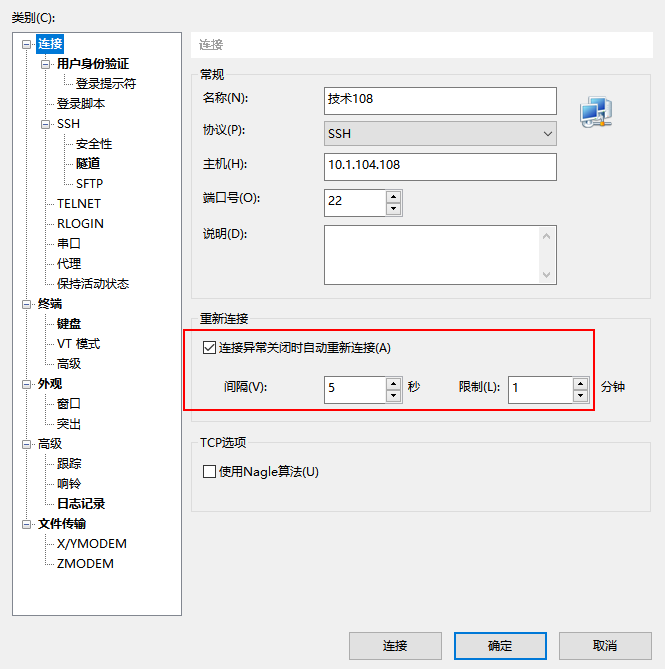 类别(C):
连接
用户身份验证
登录提示符
登录脚本
SSH
安全性
隧道
SFTP
TELNET
RLOGIN
串口
代理
保持活动状态
终端
键盘
VT 模式
高级
外观
窗口
突出
高级
跟踪
响铃
日志记录
文件传输
X/YMODEM
ZMODEM
连接
常规
名称(N): 技术108
协议(P): SSH
主机(H): 10.1.104.108
端口号(O): 22
说明(D):
重新连接
连接异常关闭时自动重新连接(A)
间隔(V): 5 秒 限制(L): 1 分钟
TCP选项
使用Nagle算法(U)
连接 确定 取消